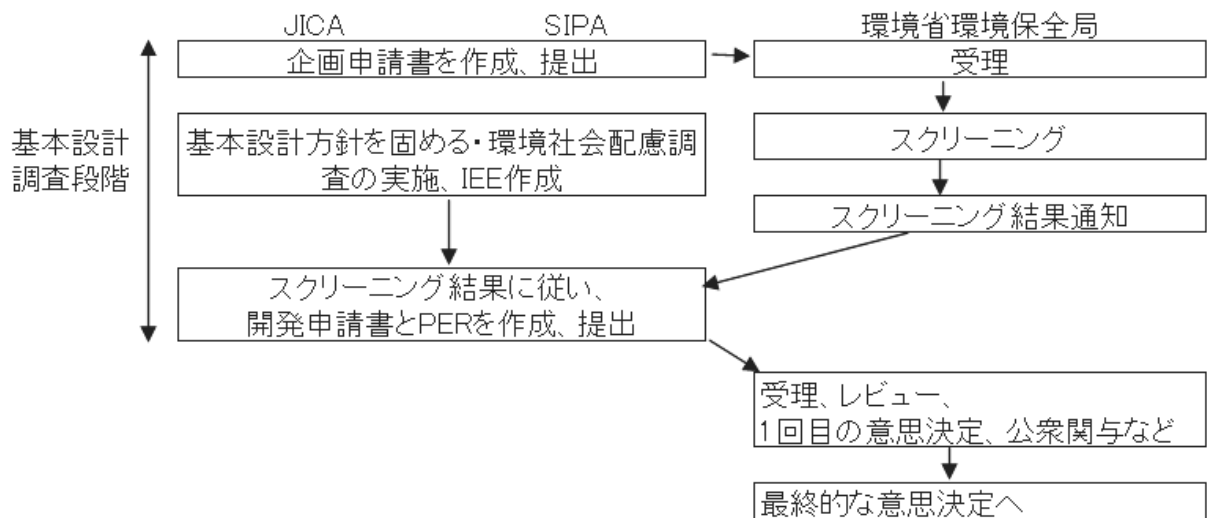 JICA SIPA 環境省環境保全局
企画申請書を作成、提出
受理
基本設計
調査段階
基本設計方針を固める・環境社会配慮調
査の実施、IEE作成
スクリーニング
スクリーニング結果通知
スクリーニング結果に従い、
開発申請書とPERを作成、提出
受理、レビュー、
1回目の意思決定、公衆関与など
最終的な意思決定へ